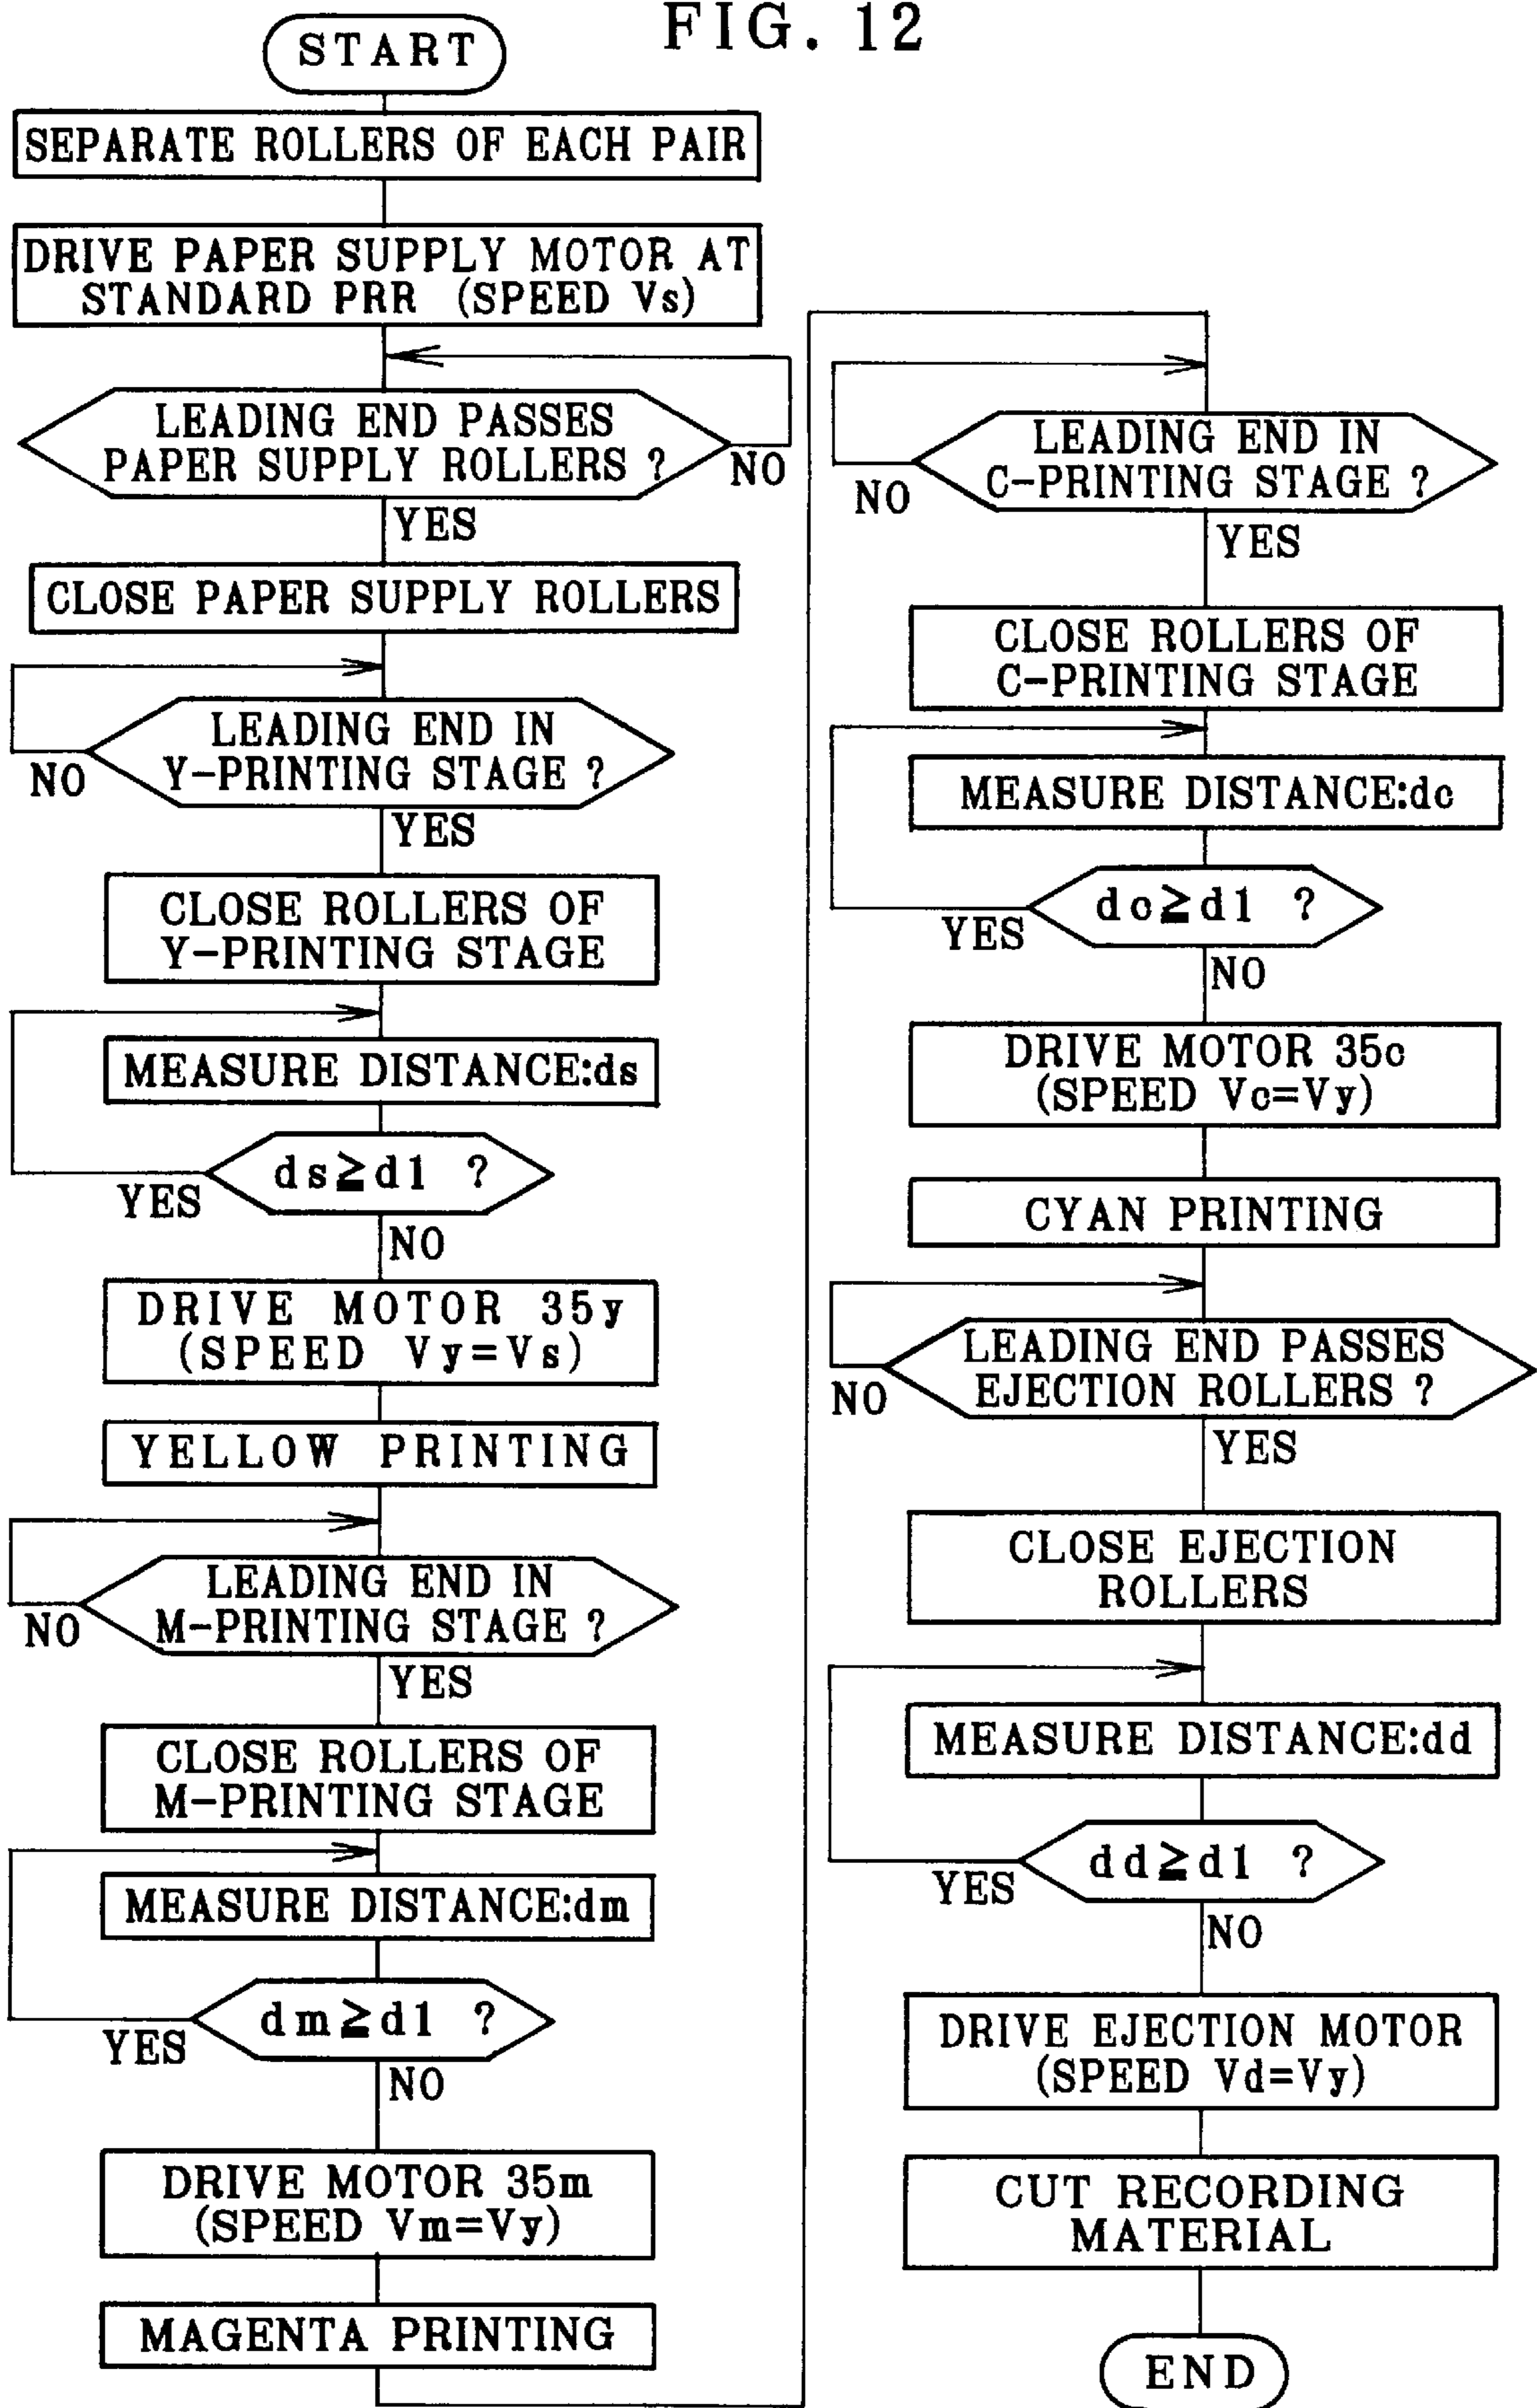 FIG. 12
START
SEPARATE ROLLERS OF EACH PAIR
DRIVE PAPER SUPPLY MOTOR AT
STANDARD PRR (SPEED Vs)
LEADING END PASSES
PAPER SUPPLY ROLLERS ?
NO
YES
CLOSE PAPER SUPPLY ROLLERS
LEADING END IN
Y-PRINTING STAGE ?
NO
YES
CLOSE ROLLERS OF
Y-PRINTING STAGE
MEASURE DISTANCE:ds
ds≧d1 ?
YES
NO
DRIVE MOTOR 35y
(SPEED Vy=Vs)
YELLOW PRINTING
LEADING END IN
M-PRINTING STAGE ?
NO
YES
CLOSE ROLLERS OF
M-PRINTING STAGE
MEASURE DISTANCE:dm
dm≧d1 ?
YES
NO
DRIVE MOTOR 35m
(SPEED Vm=Vy)
MAGENTA PRINTING
LEADING END IN
C-PRINTING STAGE ?
NO
YES
CLOSE ROLLERS OF
C-PRINTING STAGE
MEASURE DISTANCE:dc
dc≧d1 ?
YES
NO
DRIVE MOTOR 35c
(SPEED Vc=Vy)
CYAN PRINTING
LEADING END PASSES
EJECTION ROLLERS ?
NO
YES
CLOSE EJECTION
ROLLERS
MEASURE DISTANCE:dd
dd≧d1 ?
YES
NO
DRIVE EJECTION MOTOR
(SPEED Vd=Vy)
CUT RECORDING
MATERIAL
END